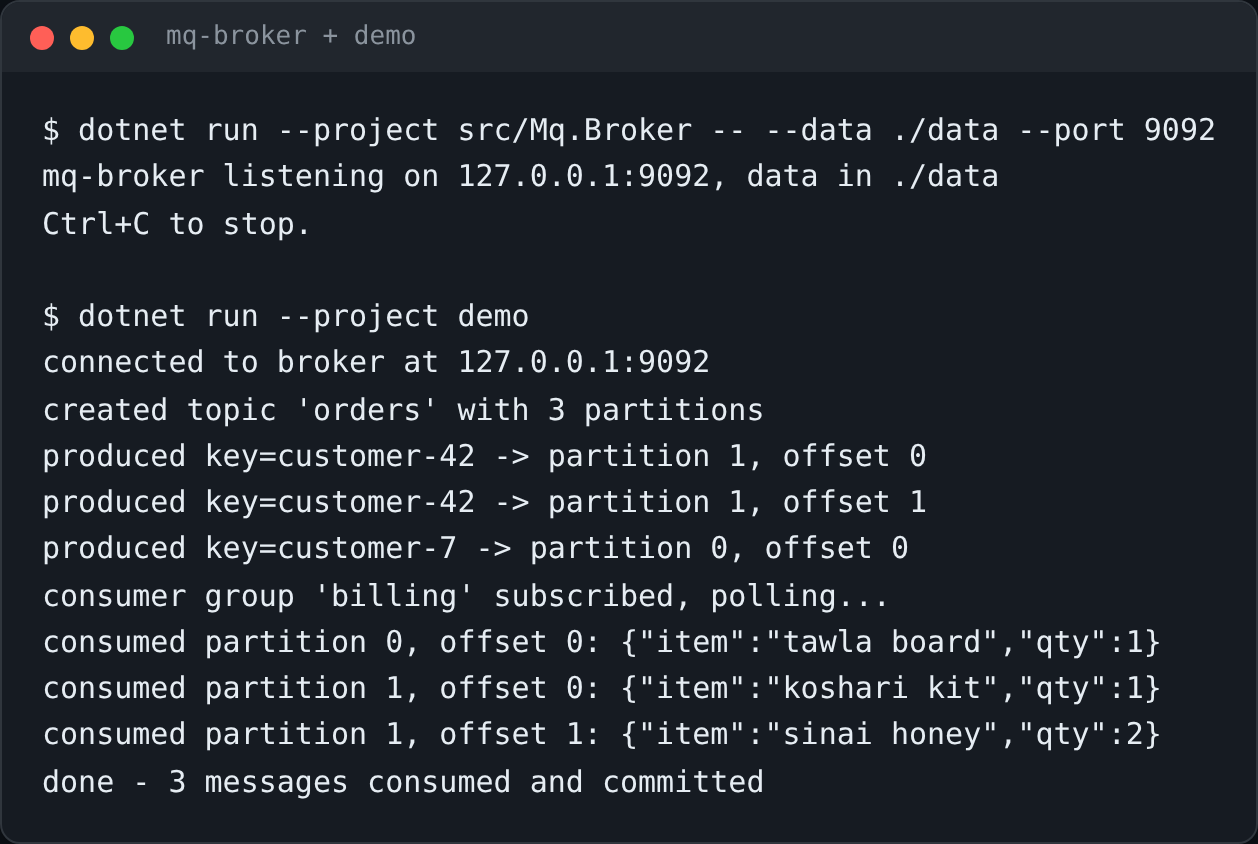 mq-broker + demo
$ dotnet run --project src/Mq.Broker -- --data ./data --port 9092
mq-broker listening on 127.0.0.1:9092, data in ./data
Ctrl+C to stop.
$ dotnet run --project demo
connected to broker at 127.0.0.1:9092
created topic 'orders' with 3 partitions
produced key=customer-42 -> partition 1, offset 0
produced key=customer-42 -> partition 1, offset 1
produced key=customer-7 -> partition 0, offset 0
consumer group 'billing' subscribed, polling...
consumed partition 0, offset 0: {"item":"tawla board","qty":1}
consumed partition 1, offset 0: {"item":"koshari kit","qty":1}
consumed partition 1, offset 1: {"item":"sinai honey","qty":2}
done - 3 messages consumed and committed